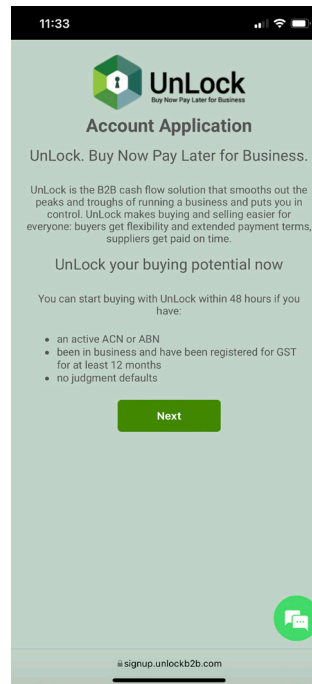 11:33
UnLock
Buy Now Pay Later for Business
Account Application
UnLock. Buy Now Pay Later for Business.
UnLock is the B2B cash flow solution that smooths out the
peaks and troughs of running a business and puts you in
control. UnLock makes buying and selling easier for
everyone: buyers get flexibility and extended payment terms,
suppliers get paid on time.
UnLock your buying potential now
You can start buying with UnLock within 48 hours if you
have:
• an active ACN or ABN
• been in business and have been registered for GST
for at least 12 months
• no judgment defaults
Next
signup.unlockb2b.com